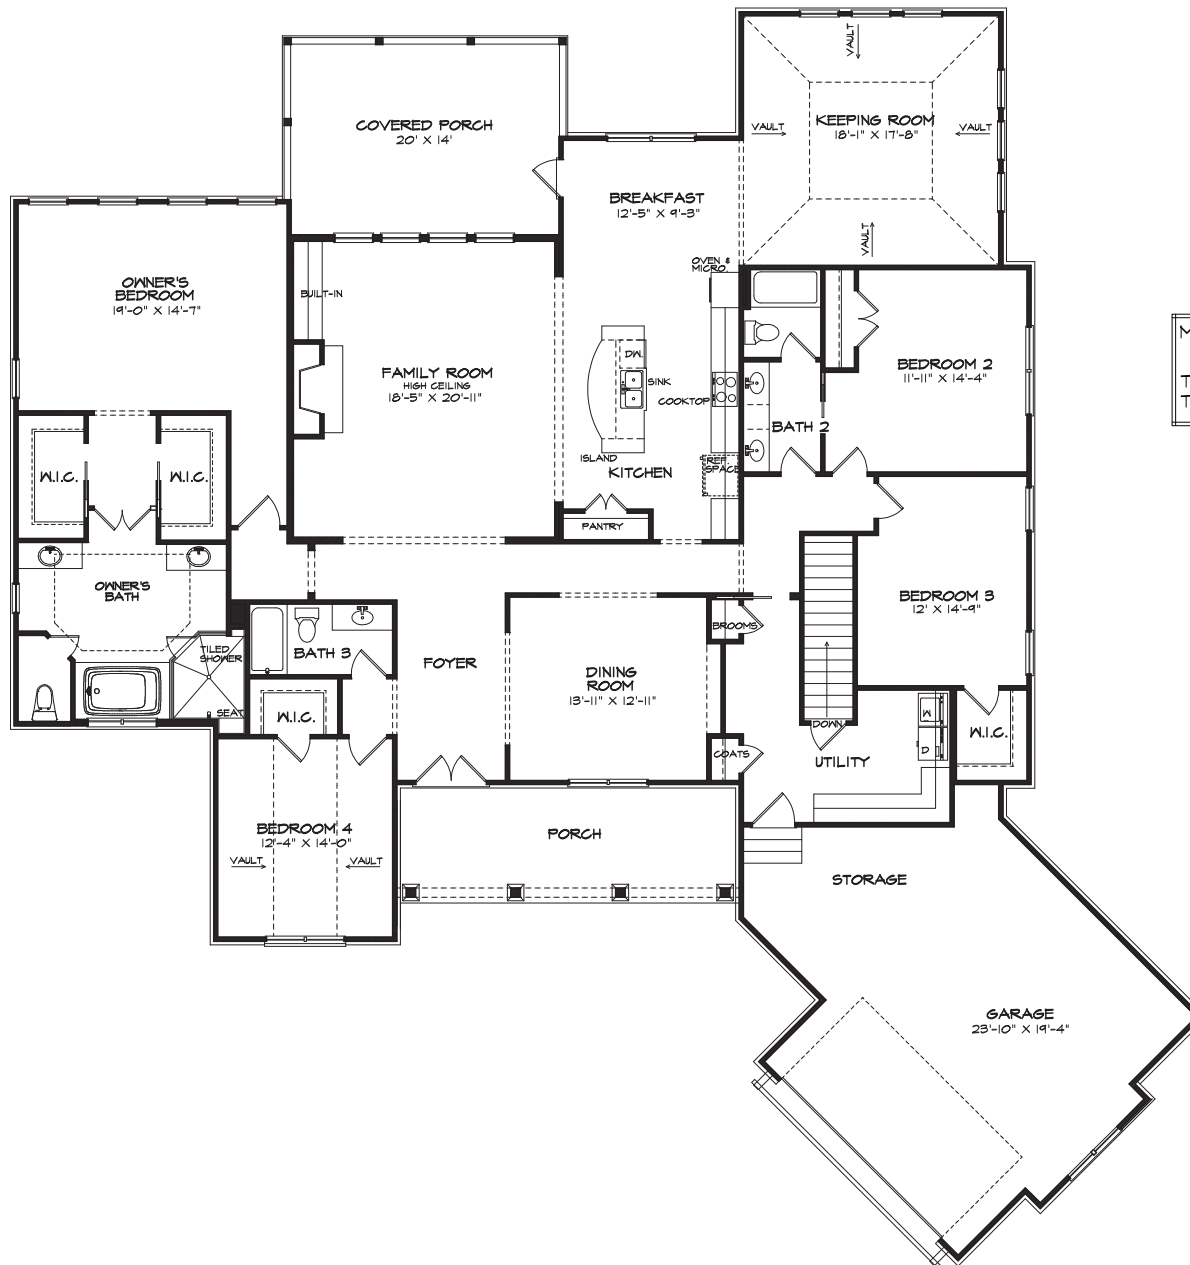 VAULT
COVERED PORCH
20' X 14'
VAULT
KEEPING ROOM
18'-1" X 17'-8"
VAULT
BREAKFAST
12'-5" X 9'-3"
VAULT
OVEN &
MICRO.
OWNER'S
BEDROOM
19'-0" X 14'-7"
BUILT-IN
FAMILY ROOM
HIGH CEILING
18'-5" X 20'-11"
DW.
SINK
COOKTOP
ISLAND
KITCHEN
REF.
SPACE
PANTRY
BATH 2
BEDROOM 2
11'-11" X 14'-4"
W.I.C.
W.I.C.
OWNER'S
BATH
BEDROOM 3
12' X 14'-9"
BROOMS
TILED
SHOWER
SEAT
BATH 3
FOYER
DINING
ROOM
13'-11" X 12'-11"
W.I.C.
DOWN
W
D
W.I.C.
COATS
UTILITY
BEDROOM 4
12'-4" X 14'-0"
VAULT
VAULT
PORCH
STORAGE
GARAGE
23'-10" X 19'-4"